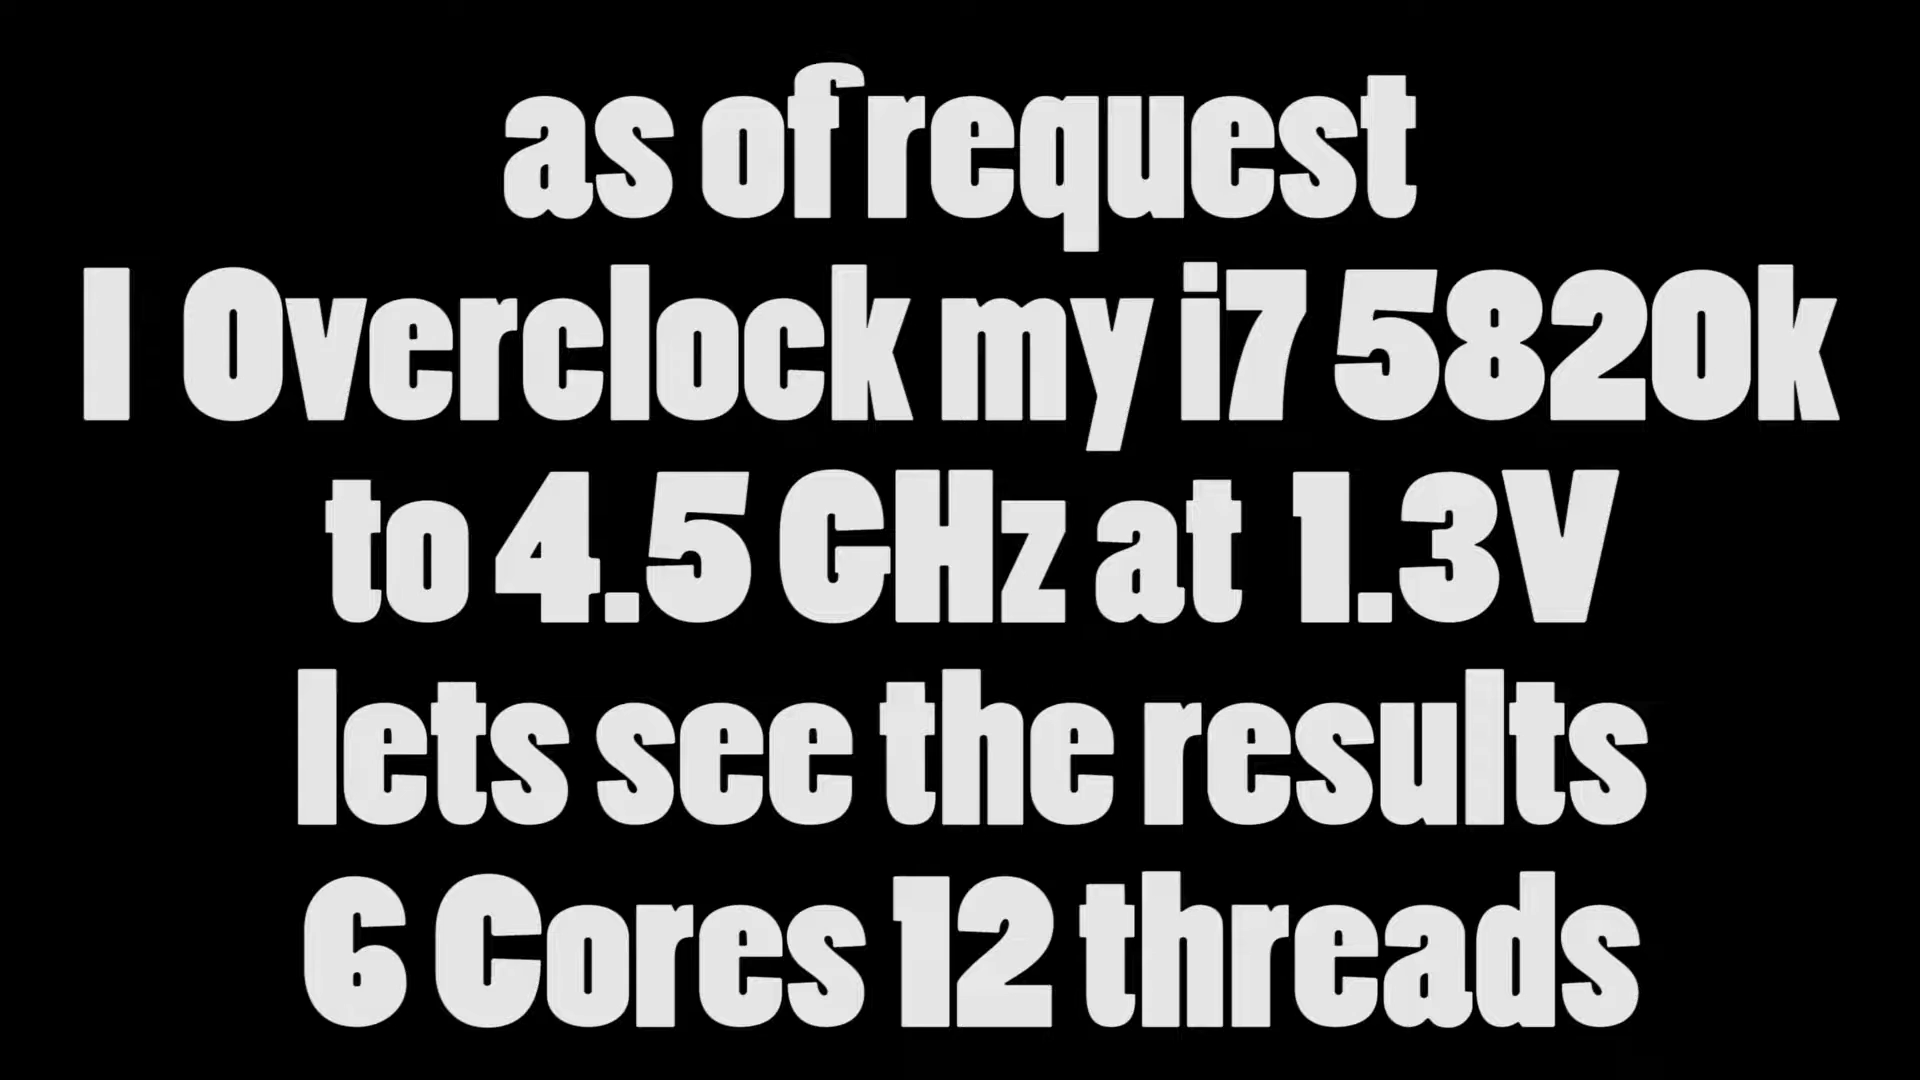 as of request
I Overclock my i7 5820k
to 4.5 GHz at 1.3V
lets see the results
6 Cores 12 threads